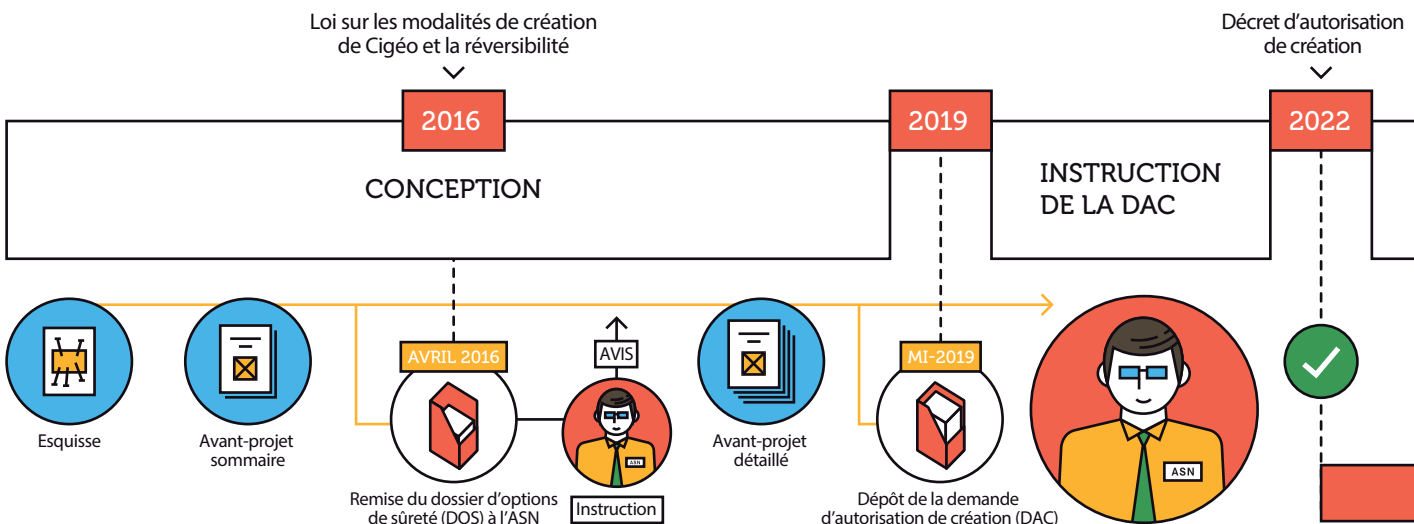 Loi sur les modalités de création
de Cigéo et la réversibilité
Décret d'autorisation
de création
2016
2019
2022
CONCEPTION
INSTRUCTION
DE LA DAC
AVRIL 2016
AVIS
MI-2019
Esquisse
Avant-projet
sommaire
Remise du dossier d'options
de sûreté (DOS) à l'ASN
ASN
Instruction
Avant-projet
détaillé
Dépôt de la demande
d'autorisation de création (DAC)
ASN